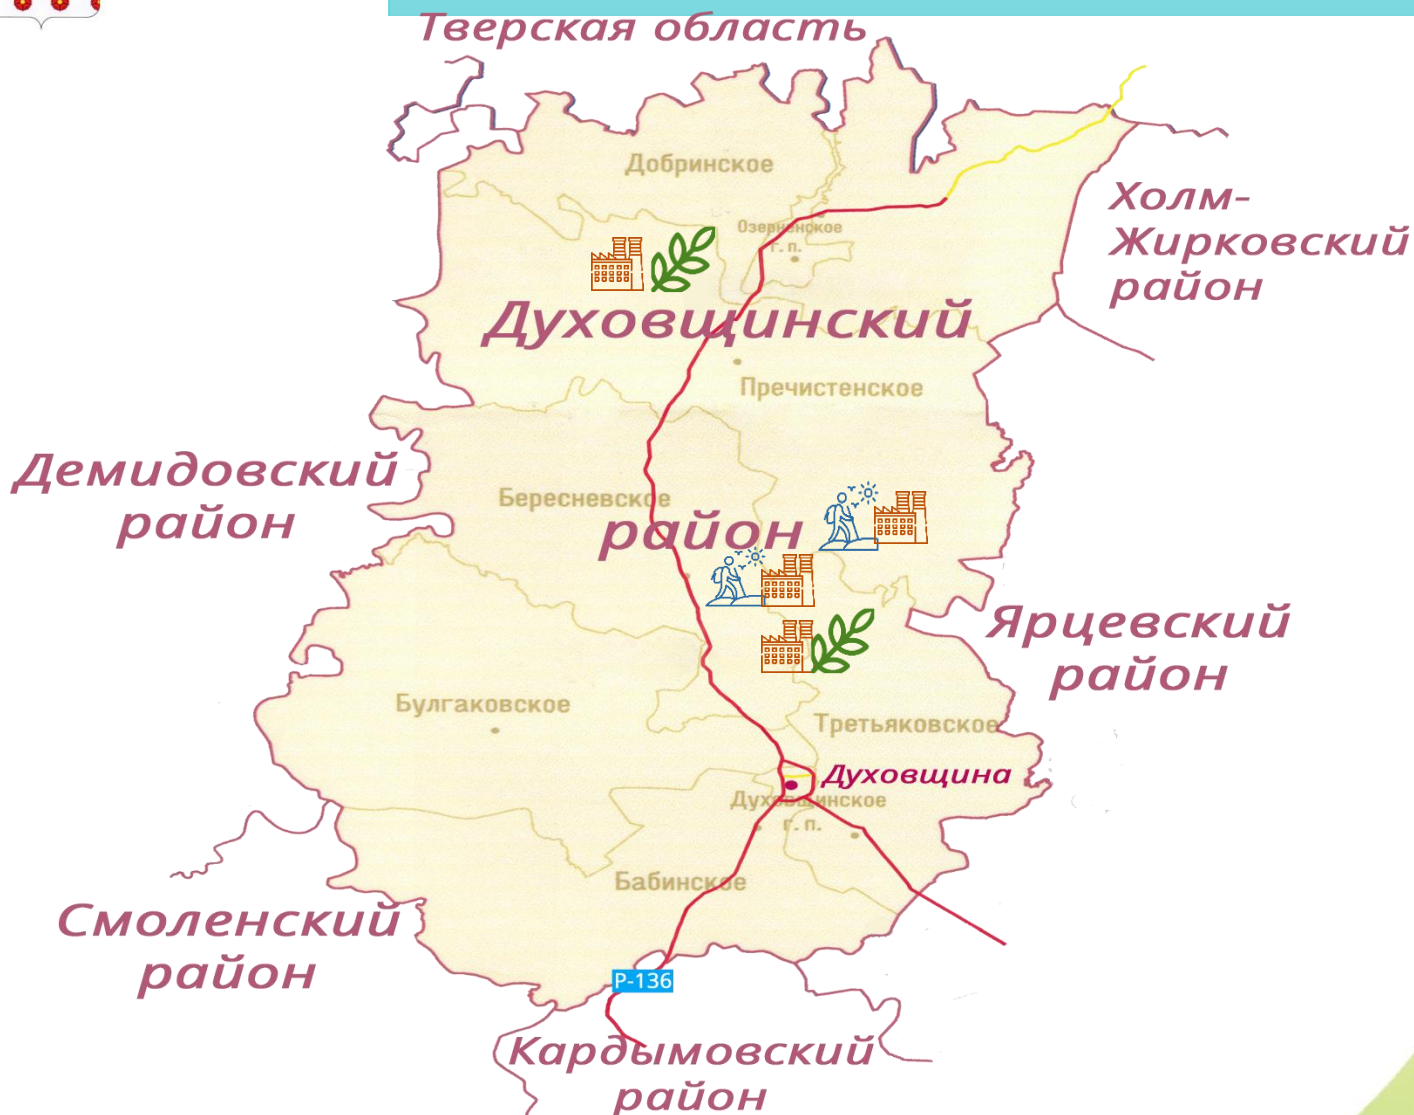 Тверская область
Добринское
Холм-
Жирковский
район
Озерненское
г. п.
Духовщинский
Пречистенское
Демидовский
район
Бересневское
район
Ярцевский
район
Булгаковское
Третьяковское
Духовщина
Духовщинское
г. п.
Бабинское
Смоленский
район
Р-136
Кардымовский
район